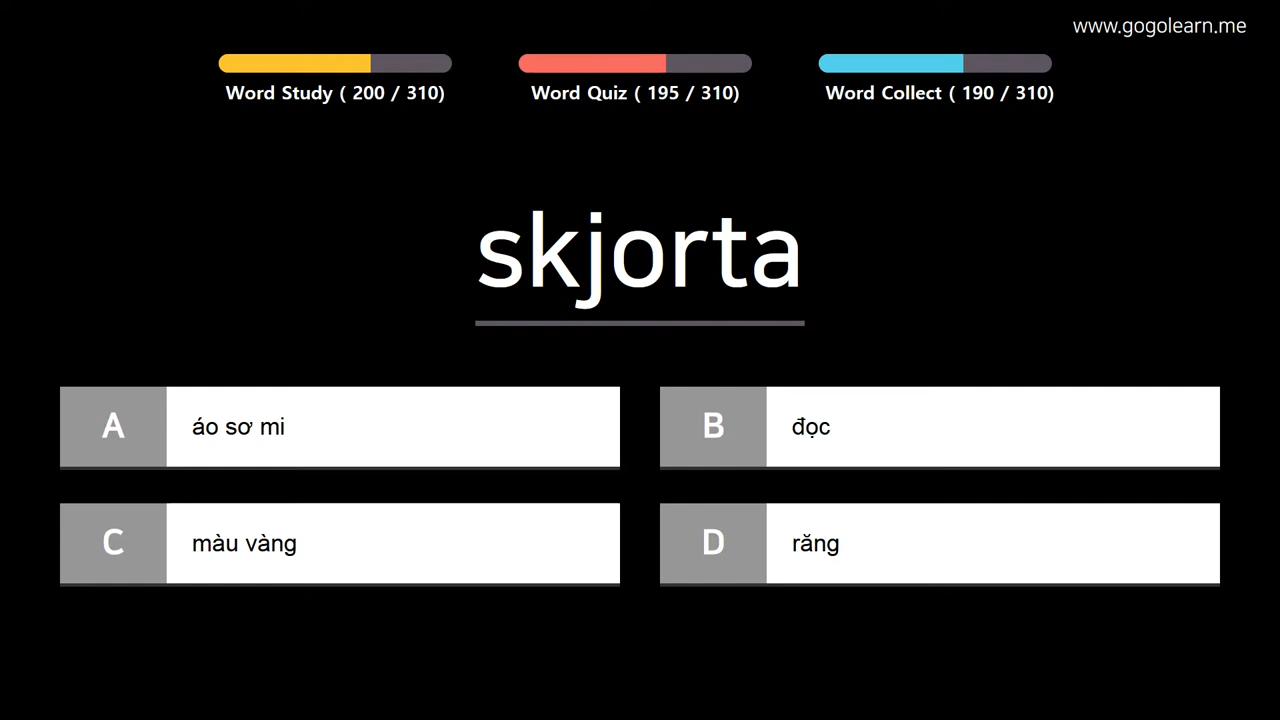 www.gogolearn.me
Word Study ( 200 / 310)
Word Quiz ( 195 / 310)
Word Collect ( 190 / 310)
skjorta
A áo sơ mi
B đọc
C màu vàng
D răng